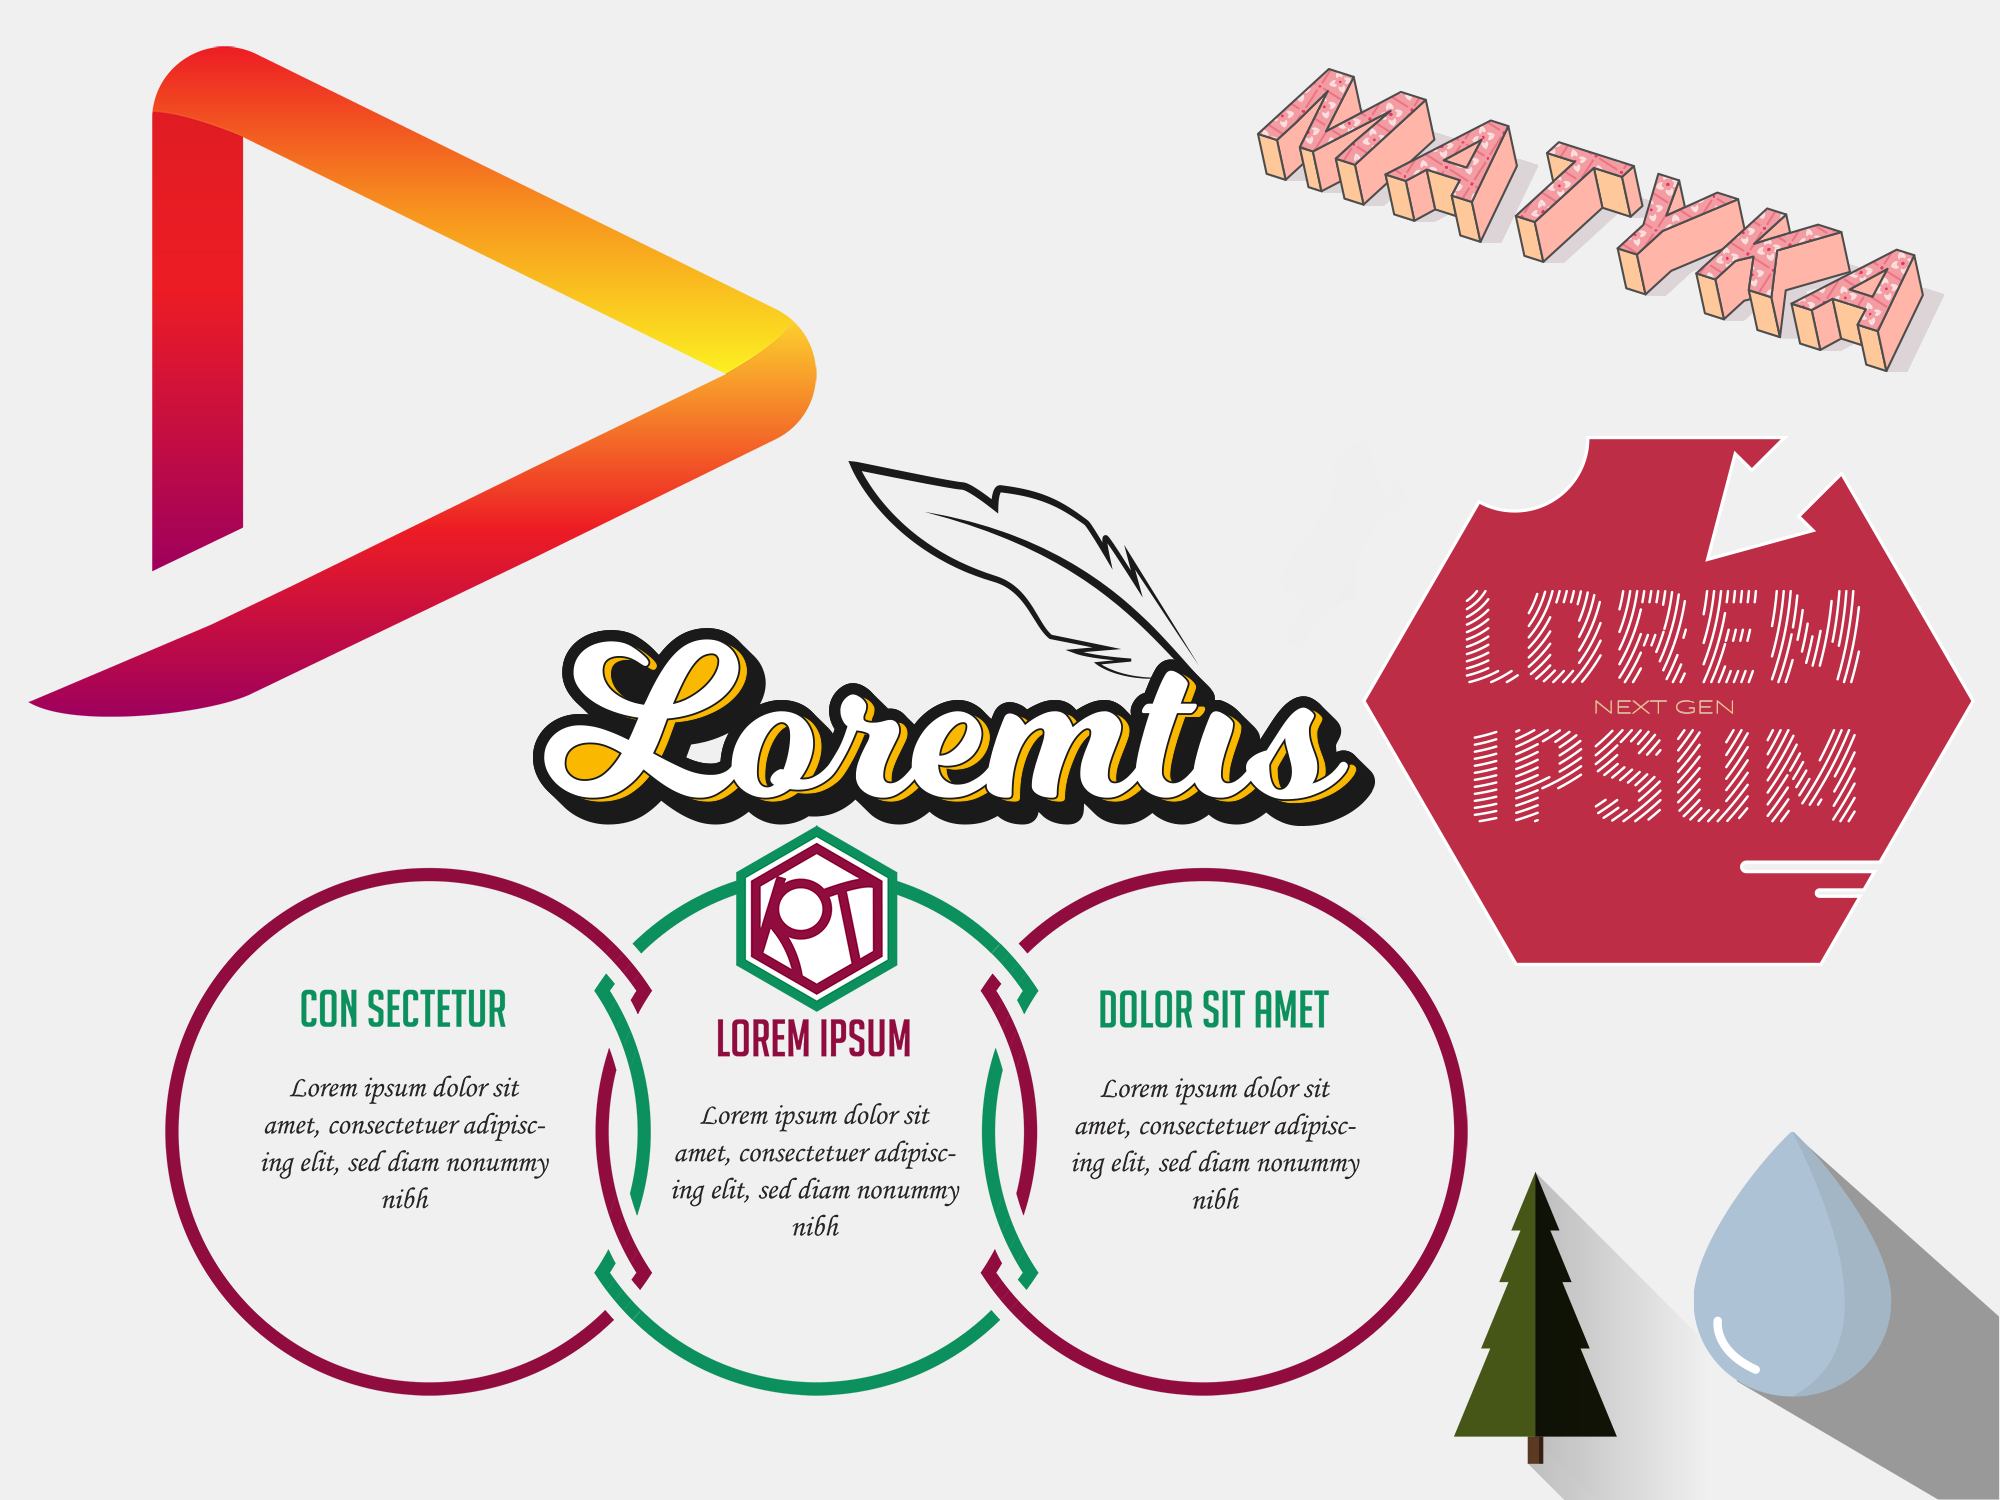 MATYKA
Loremtis
LOREM
NEXT GEN
IPSUM
RT
CON SECTETUR
Lorem ipsum dolor sit
amet, consectetuer adipisc-
ing elit, sed diam nonummy
nibh
LOREM IPSUM
Lorem ipsum dolor sit
amet, consectetuer adipisc-
ing elit, sed diam nonummy
nibh
DOLOR SIT AMET
Lorem ipsum dolor sit
amet, consectetuer adipisc-
ing elit, sed diam nonummy
nibh